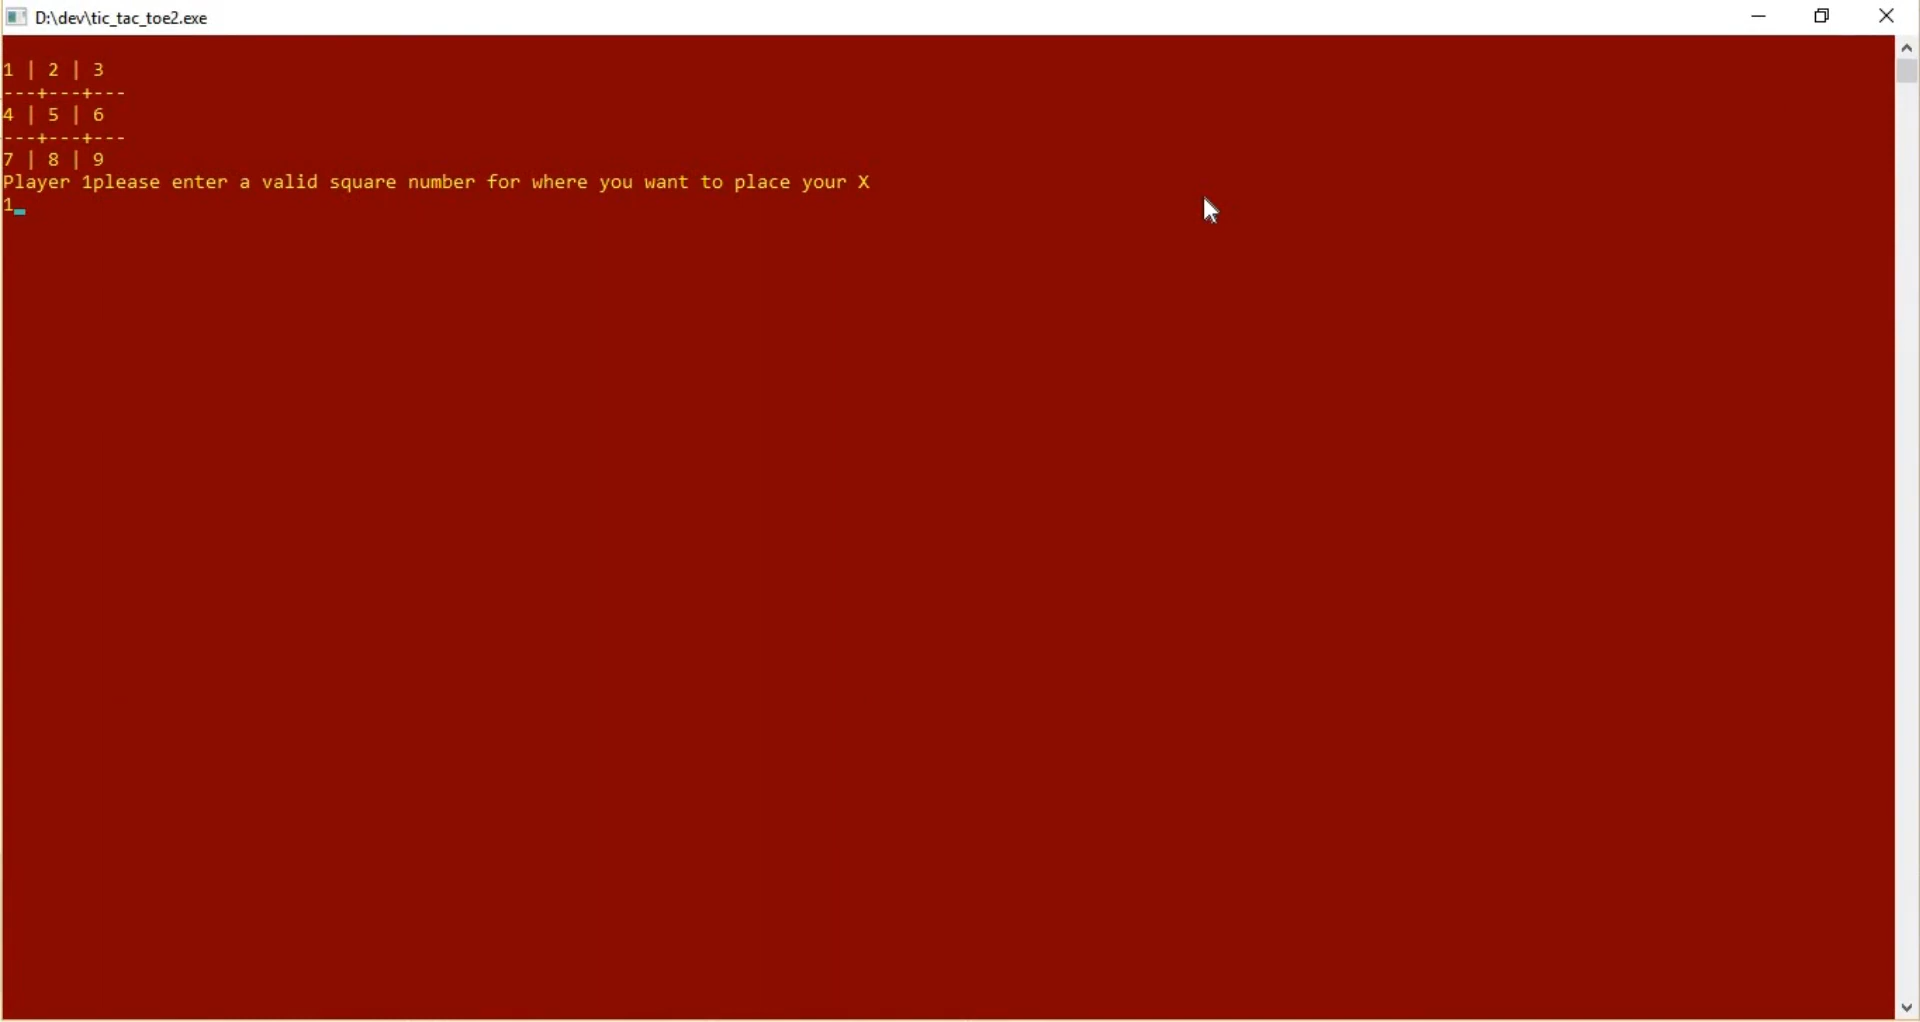 D:\dev\tic_tac_toe2.exe
1 | 2 | 3
---+---+---
4 | 5 | 6
---+---+---
7 | 8 | 9
Player 1please enter a valid square number for where you want to place your X
1